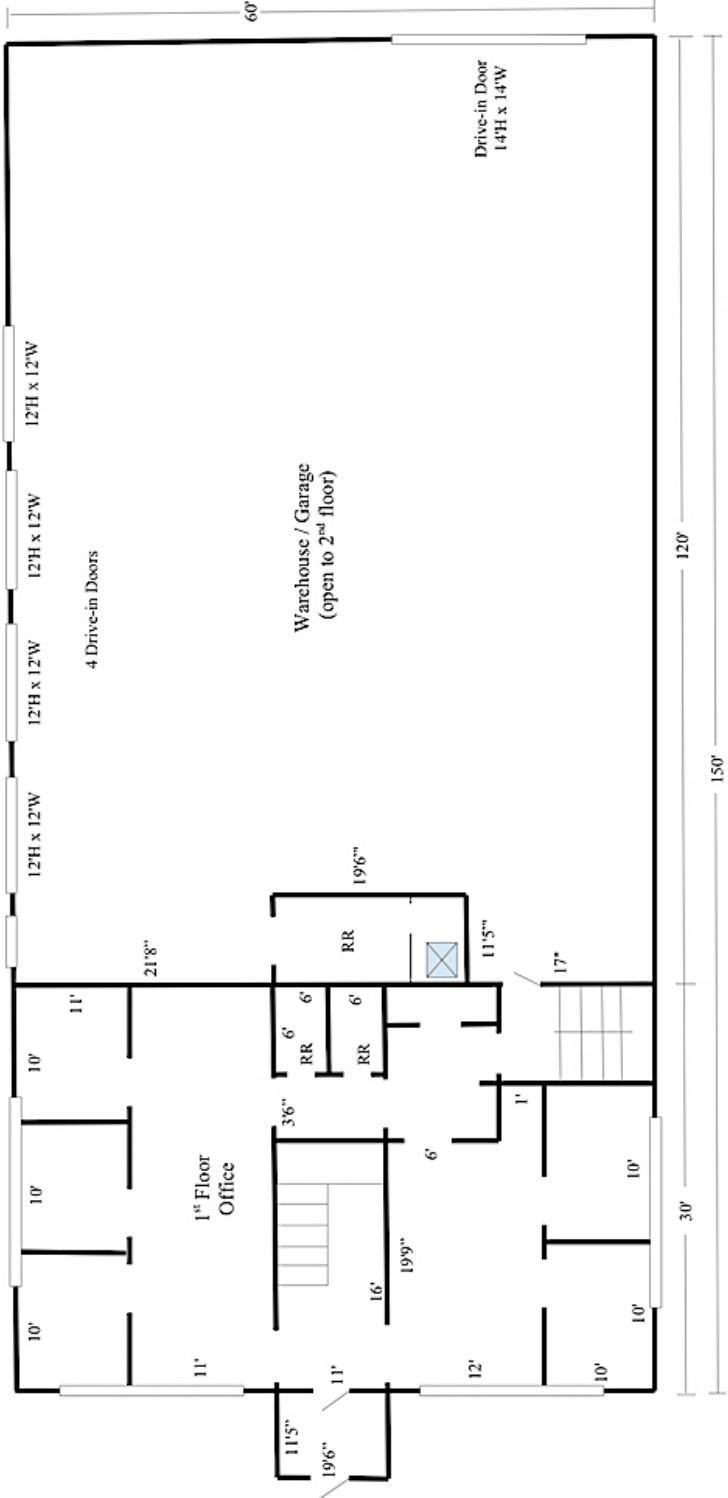 60'
Drive-in Door
14'H x 14'W
12'H x 12'W
12'H x 12'W
12'H x 12'W
12'H x 12'W
4 Drive-in Doors
Warehouse / Garage
(open to 2nd floor)
120'
150'
30'
19'6"'
21'8"
RR
11'5"'
17"
11'
10'
10'
10'
6'
6'
6'
RR
RR
3'6"
1st Floor
Office
6'
1'
10'
10'
10'
19'9"
16'
11'
11'
12'
11'5"
19'6"